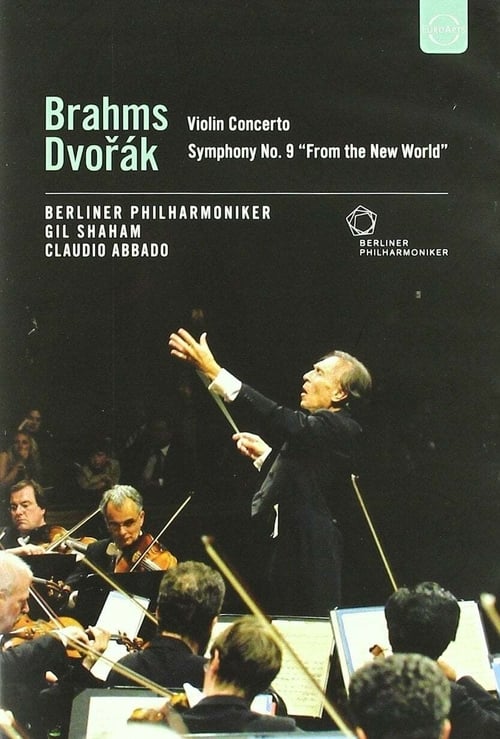 EUROARTS
Brahms Violin Concerto
Dvořák Symphony No. 9 “From the New World”
BERLINER PHILHARMONIKER
GIL SHAHAM
CLAUDIO ABBADO
BERLINER
PHILHARMONIKER